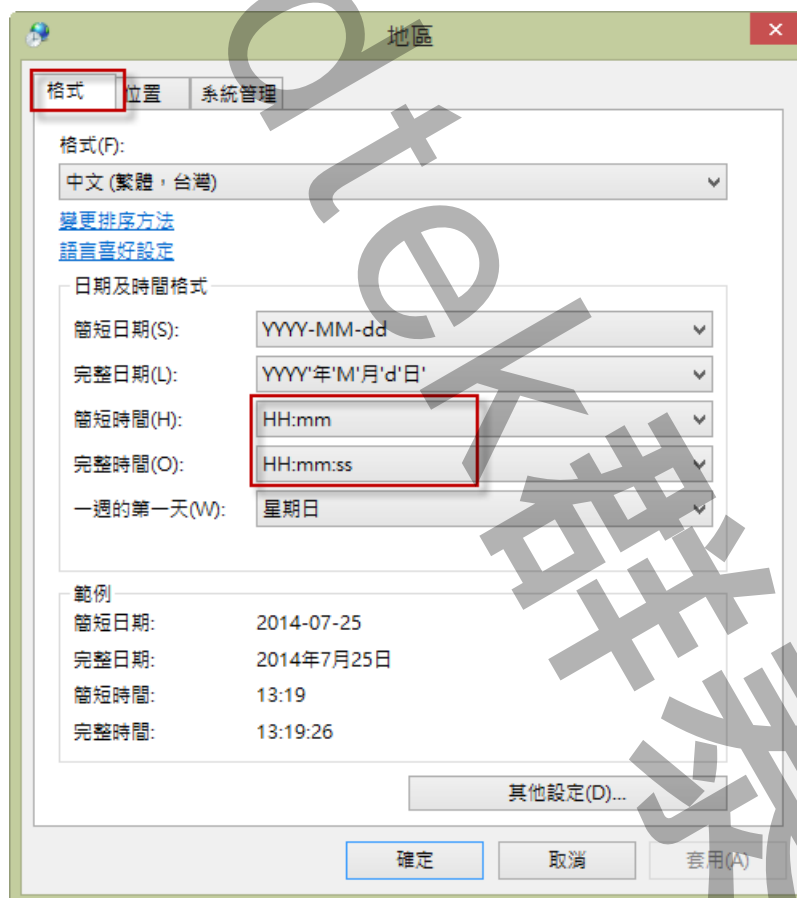 地區
格式 位置 系統管理
格式(F):
中文 (繁體，台灣)
變更排序方法
語言喜好設定
日期及時間格式
簡短日期(S): YYYY-MM-dd
完整日期(L): YYYY'年'M'月'd'日'
簡短時間(H): HH:mm
完整時間(O): HH:mm:ss
一週的第一天(W): 星期日
範例
簡短日期: 2014-07-25
完整日期: 2014年7月25日
簡短時間: 13:19
完整時間: 13:19:26
其他設定(D)...
確定 取消 套用(A)